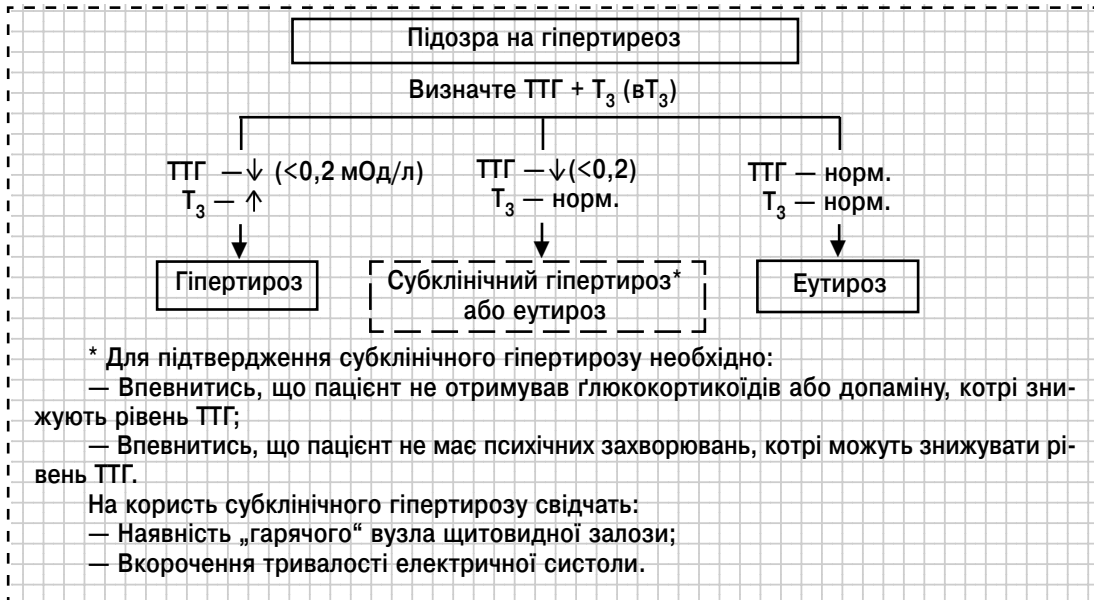 Підозра на гіпертиреоз
Визначте ТТГ + Т₃ (вТ₃)
ТТГ — ↓ (<0,2 мОд/л)
Т₃ — ↑
ТТГ — ↓(<0,2)
Т₃ — норм.
ТТГ — норм.
Т₃ — норм.
Гіпертироз
Субклінічний гіпертироз*
або еутироз
Еутироз
* Для підтвердження субклінічного гіпертирозу необхідно:
— Впевнитись, що пацієнт не отримував ґлюкокортикоїдів або допаміну, котрі зни-
жують рівень ТТГ;
— Впевнитись, що пацієнт не має психічних захворювань, котрі можуть знижувати рі-
вень ТТГ.
На користь субклінічного гіпертирозу свідчать:
— Наявність „гарячого“ вузла щитовидної залози;
— Вкорочення тривалості електричної систоли.